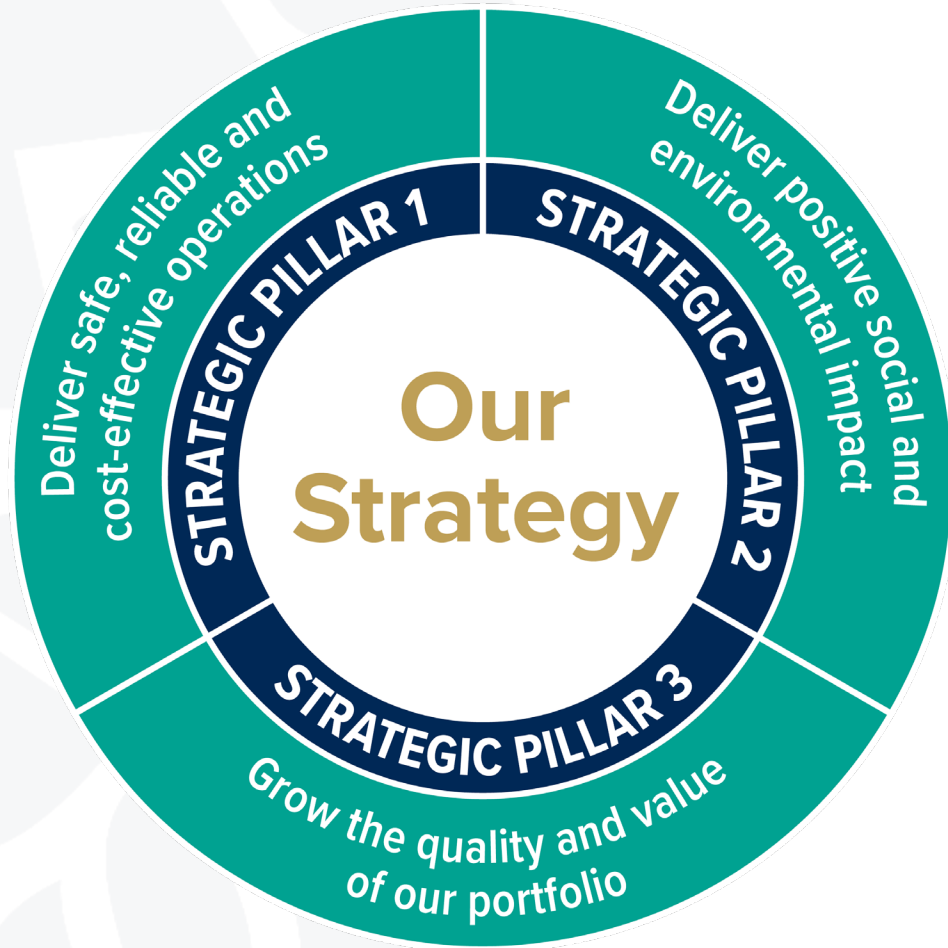 Our
Strategy
STRATEGIC PILLAR 1
Deliver safe, reliable and
cost-effective operations
STRATEGIC PILLAR 2
Deliver positive social and
environmental impact
STRATEGIC PILLAR 3
Grow the quality and value
of our portfolio